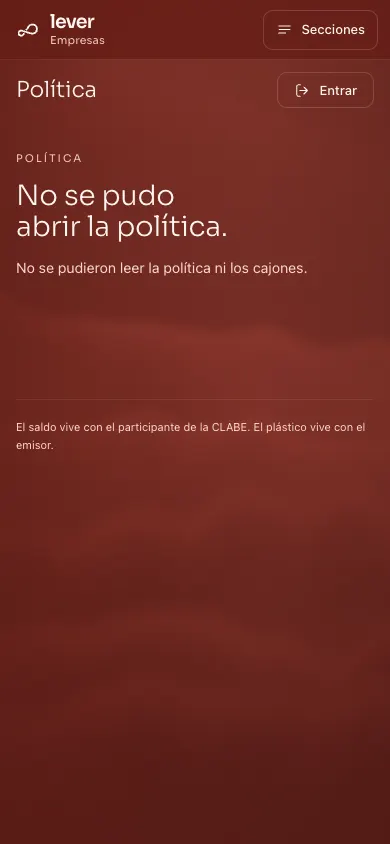 lever
Empresas
Secciones
Política
Entrar
POLÍTICA
No se pudo
abrir la política.
No se pudieron leer la política ni los cajones.
El saldo vive con el participante de la CLABE. El plástico vive con el
emisor.